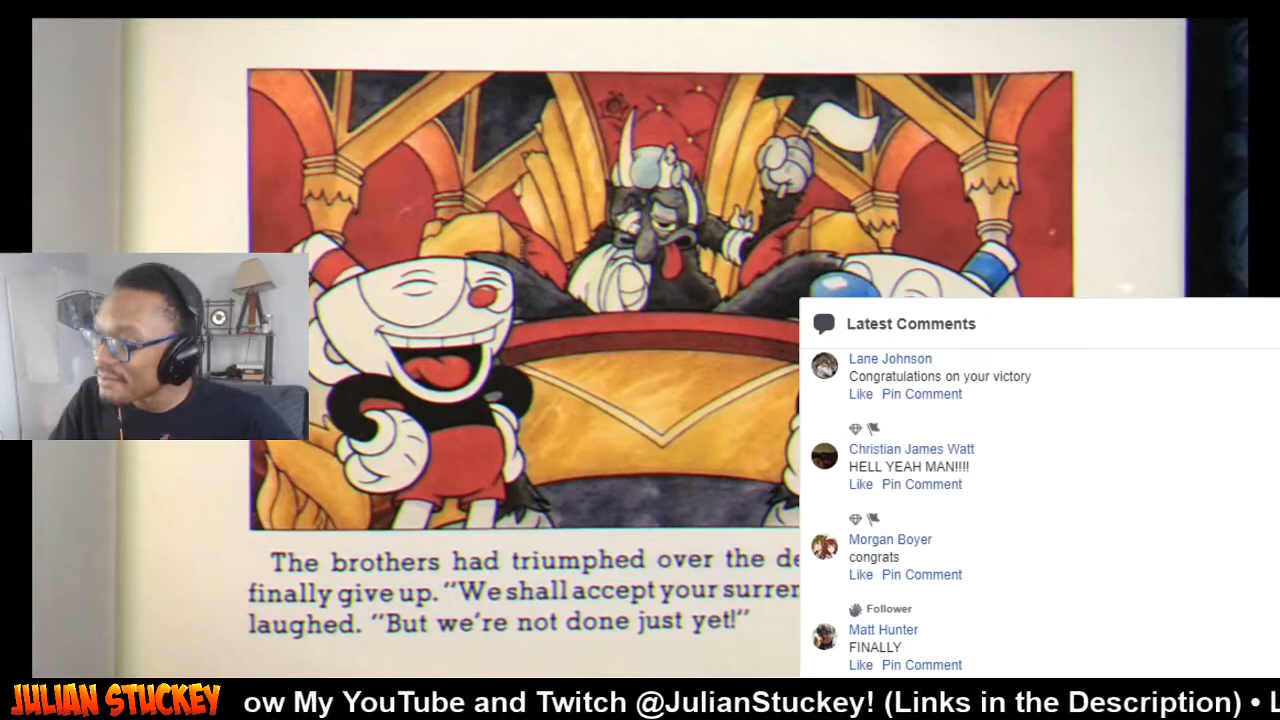 The brothers had triumphed over the
finally give up. "We shall accept your
laughed. "But we're not done just yet!"
Latest Comments
Lane Johnson
Congratulations on your victory
Like Pin Comment
Christian James Watt
HELL YEAH MAN!!!!
Like Pin Comment
Morgan Boyer
congrats
Like Pin Comment
Follower
Matt Hunter
FINALLY
Like Pin Comment
JULIAN STUCKEY
ow My YouTube and Twitch @JulianStuckey! (Links in the Description) • L